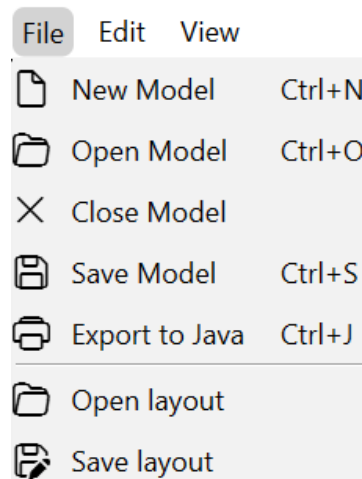 File Edit View
New Model Ctrl+N
Open Model Ctrl+O
Close Model
Save Model Ctrl+S
Export to Java Ctrl+J
Open layout
Save layout